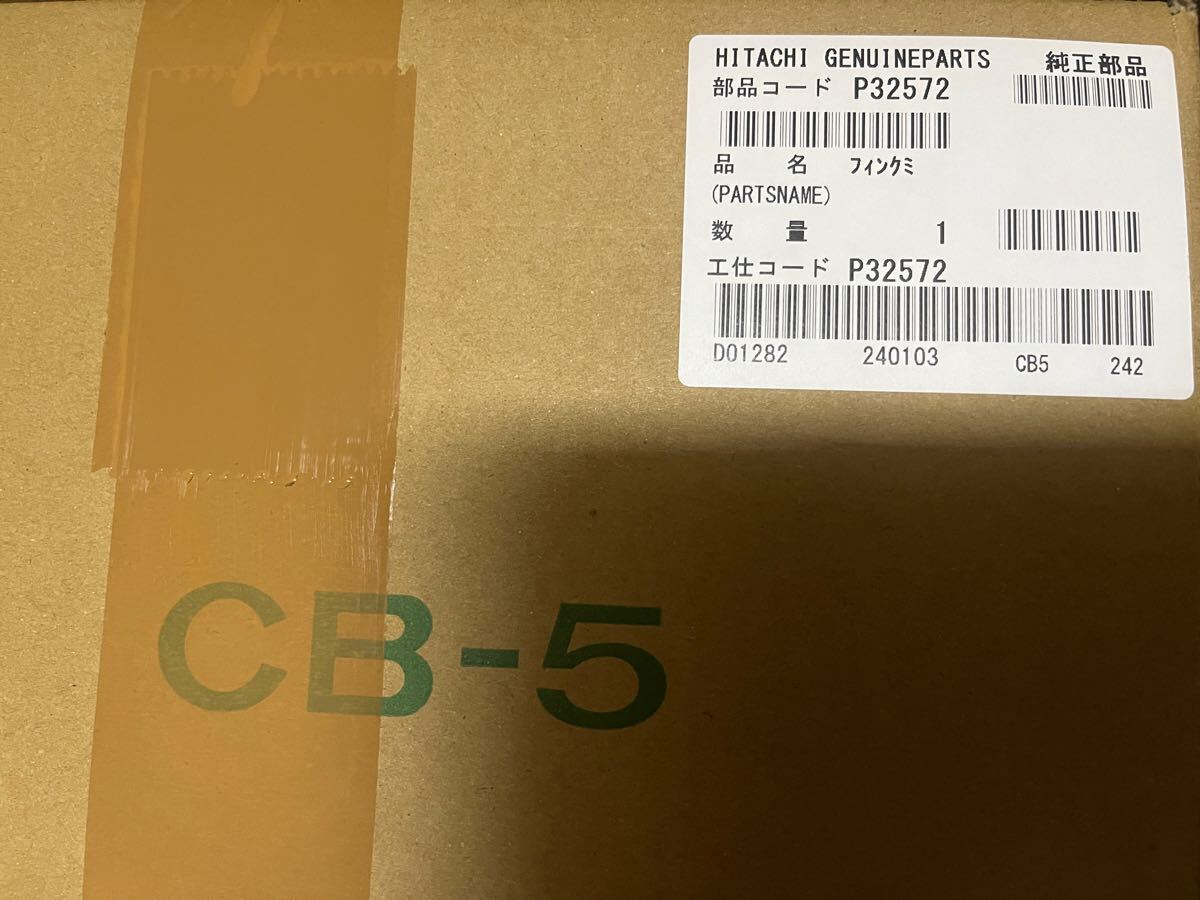 HITACHI GENUINEPARTS 純正部品
部品コード P32572
品 名 フィンクミ
(PARTSNAME)
数 量 1
工仕コード P32572
D01282 240103 CB5 242
CB-5